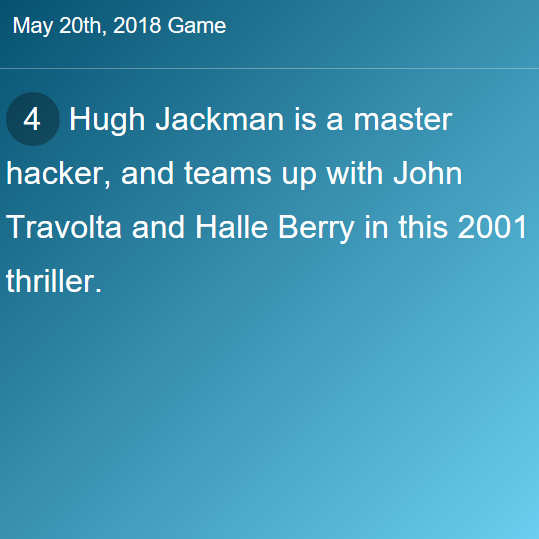 May 20th, 2018 Game
4 Hugh Jackman is a master
hacker, and teams up with John
Travolta and Halle Berry in this 2001
thriller.